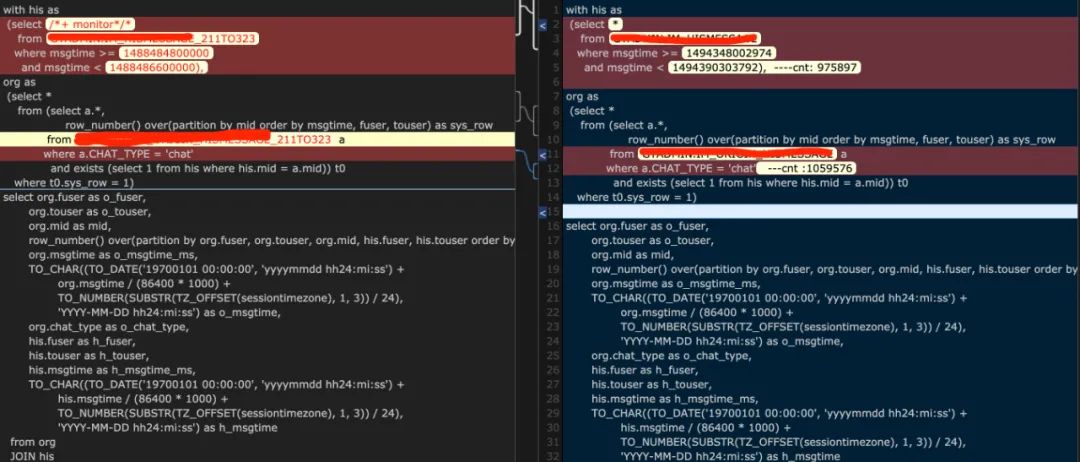 with his as
(select /*+ monitor*/
from _211TO323
where msgtime >= 1488484800000
and msgtime < 1488486600000),
org as
(select *
from (select a.*,
row_number() over(partition by mid order by msgtime, fuser, touser) as sys_row
from MESSAGE_211TO323 a
where a.CHAT_TYPE = 'chat'
and exists (select 1 from his where his.mid = a.mid)) t0
where t0.sys_row = 1)
select org.fuser as o_fuser,
org.touser as o_touser,
org.mid as mid,
row_number() over(partition by org.fuser, org.touser, org.mid, his.fuser, his.touser order by
org.msgtime as o_msgtime_ms,
TO_CHAR((TO_DATE('19700101 00:00:00', 'yyyymmdd hh24:mi:ss') +
org.msgtime / (86400 * 1000) +
TO_NUMBER(SUBSTR(TZ_OFFSET(sessiontimezone), 1, 3)) / 24),
'YYYY-MM-DD hh24:mi:ss') as o_msgtime,
org.chat_type as o_chat_type,
his.fuser as h_fuser,
his.touser as h_touser,
his.msgtime as h_msgtime_ms,
TO_CHAR((TO_DATE('19700101 00:00:00', 'yyyymmdd hh24:mi:ss') +
his.msgtime / (86400 * 1000) +
TO_NUMBER(SUBSTR(TZ_OFFSET(sessiontimezone), 1, 3)) / 24),
'YYYY-MM-DD hh24:mi:ss') as h_msgtime
from org
JOIN his
1 with his as
< 2 (select *
3 from
4 where msgtime >= 1494348002974
5 and msgtime < 1494390303792), ----cnt: 975897
6
7 org as
8 (select *
9 from (select a.*,
10 row_number() over(partition by mid order by msgtime, fuser, touser) as sys_row
< 11 from a
12 where a.CHAT_TYPE = 'chat' ---cnt :1059576
13 and exists (select 1 from his where his.mid = a.mid)) t0
14 where t0.sys_row = 1)
< 15
16 select org.fuser as o_fuser,
17 org.touser as o_touser,
18 org.mid as mid,
19 row_number() over(partition by org.fuser, org.touser, org.mid, his.fuser, his.touser order by
20 org.msgtime as o_msgtime_ms,
21 TO_CHAR((TO_DATE('19700101 00:00:00', 'yyyymmdd hh24:mi:ss') +
22 org.msgtime / (86400 * 1000) +
23 TO_NUMBER(SUBSTR(TZ_OFFSET(sessiontimezone), 1, 3)) / 24),
24 'YYYY-MM-DD hh24:mi:ss') as o_msgtime,
25 org.chat_type as o_chat_type,
26 his.fuser as h_fuser,
27 his.touser as h_touser,
28 his.msgtime as h_msgtime_ms,
29 TO_CHAR((TO_DATE('19700101 00:00:00', 'yyyymmdd hh24:mi:ss') +
30 his.msgtime / (86400 * 1000) +
31 TO_NUMBER(SUBSTR(TZ_OFFSET(sessiontimezone), 1, 3)) / 24),
32 'YYYY-MM-DD hh24:mi:ss') as h_msgtime